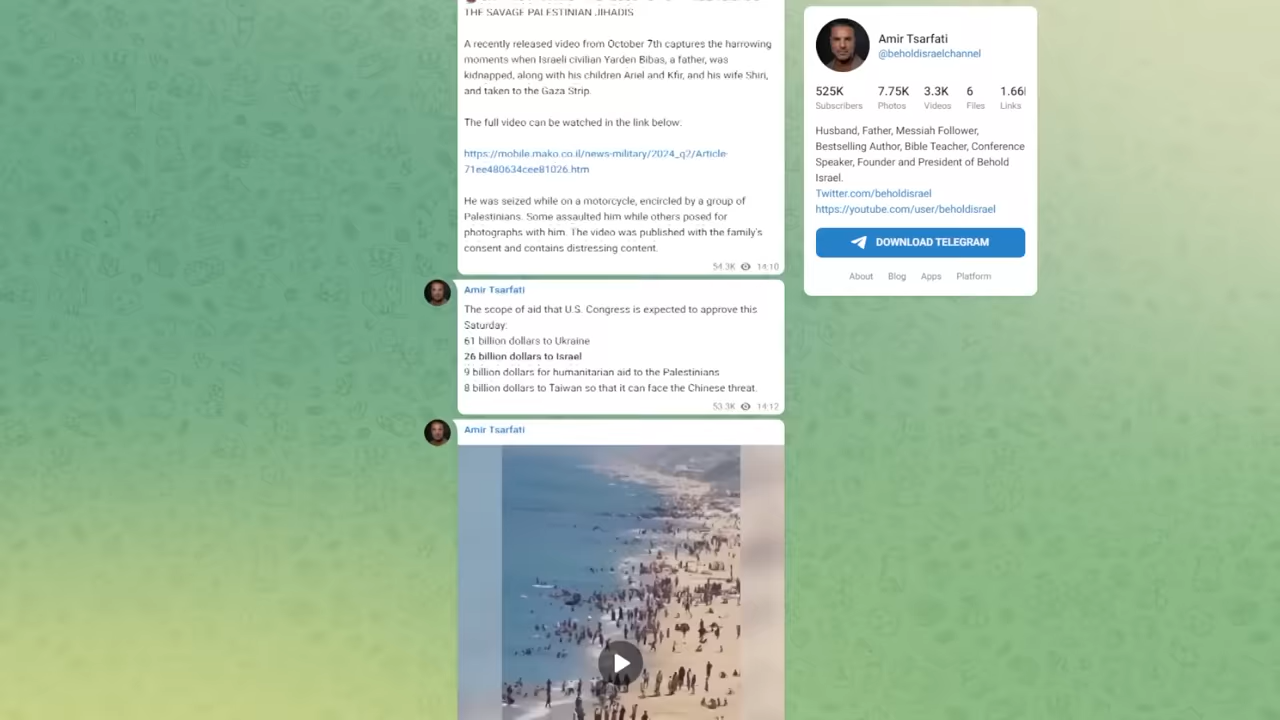 THE SAVAGE PALESTINIAN JIHADIS
A recently released video from October 7th captures the harrowing
moments when Israeli civilian Yarden Bibas, a father, was
kidnapped, along with his children Ariel and Kfir, and his wife Shiri,
and taken to the Gaza Strip.
The full video can be watched in the link below:
https://mobile.mako.co.il/news-military/2024_q2/Article-
71ee480634cee81026.htm
He was seized while on a motorcycle, encircled by a group of
Palestinians. Some assaulted him while others posed for
photographs with him. The video was published with the family's
consent and contains distressing content.
54.3K 14:10
Amir Tsarfati
The scope of aid that U.S. Congress is expected to approve this
Saturday:
61 billion dollars to Ukraine
26 billion dollars to Israel
9 billion dollars for humanitarian aid to the Palestinians
8 billion dollars to Taiwan so that it can face the Chinese threat.
53.3K 14:12
Amir Tsarfati
Amir Tsarfati
@beholdisraelchannel
525K 7.75K 3.3K 6 1.66
Subscribers Photos Videos Files Links
Husband, Father, Messiah Follower,
Bestselling Author, Bible Teacher, Conference
Speaker, Founder and President of Behold
Israel.
Twitter.com/beholdisrael
https://youtube.com/user/beholdisrael
DOWNLOAD TELEGRAM
About Blog Apps Platform